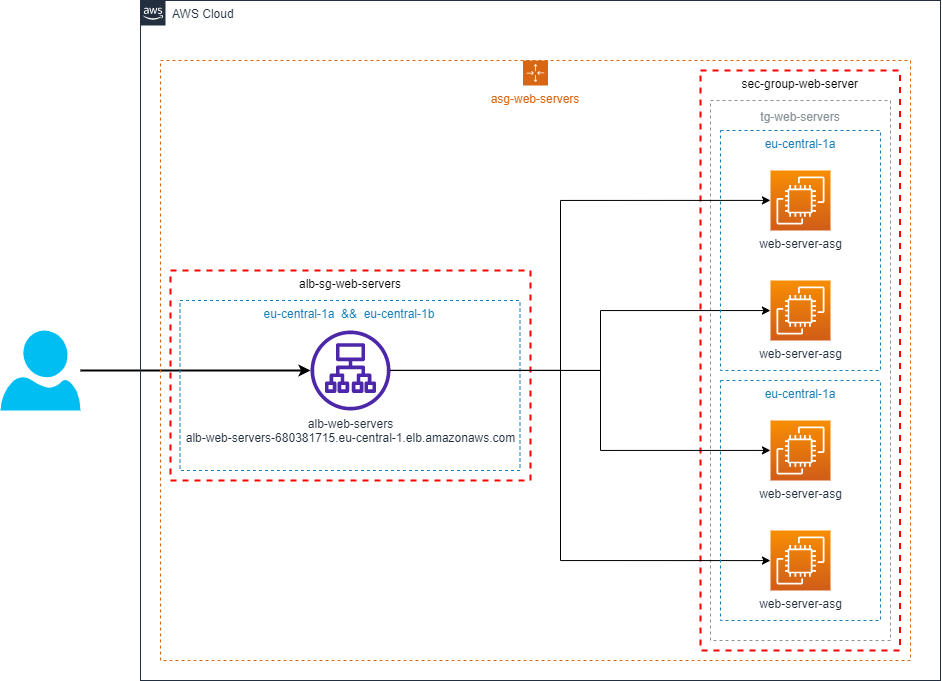 aws
AWS Cloud
asg-web-servers
sec-group-web-server
tg-web-servers
eu-central-1a
web-server-asg
web-server-asg
alb-sg-web-servers
eu-central-1a && eu-central-1b
alb-web-servers
alb-web-servers-680381715.eu-central-1.elb.amazonaws.com
eu-central-1a
web-server-asg
web-server-asg